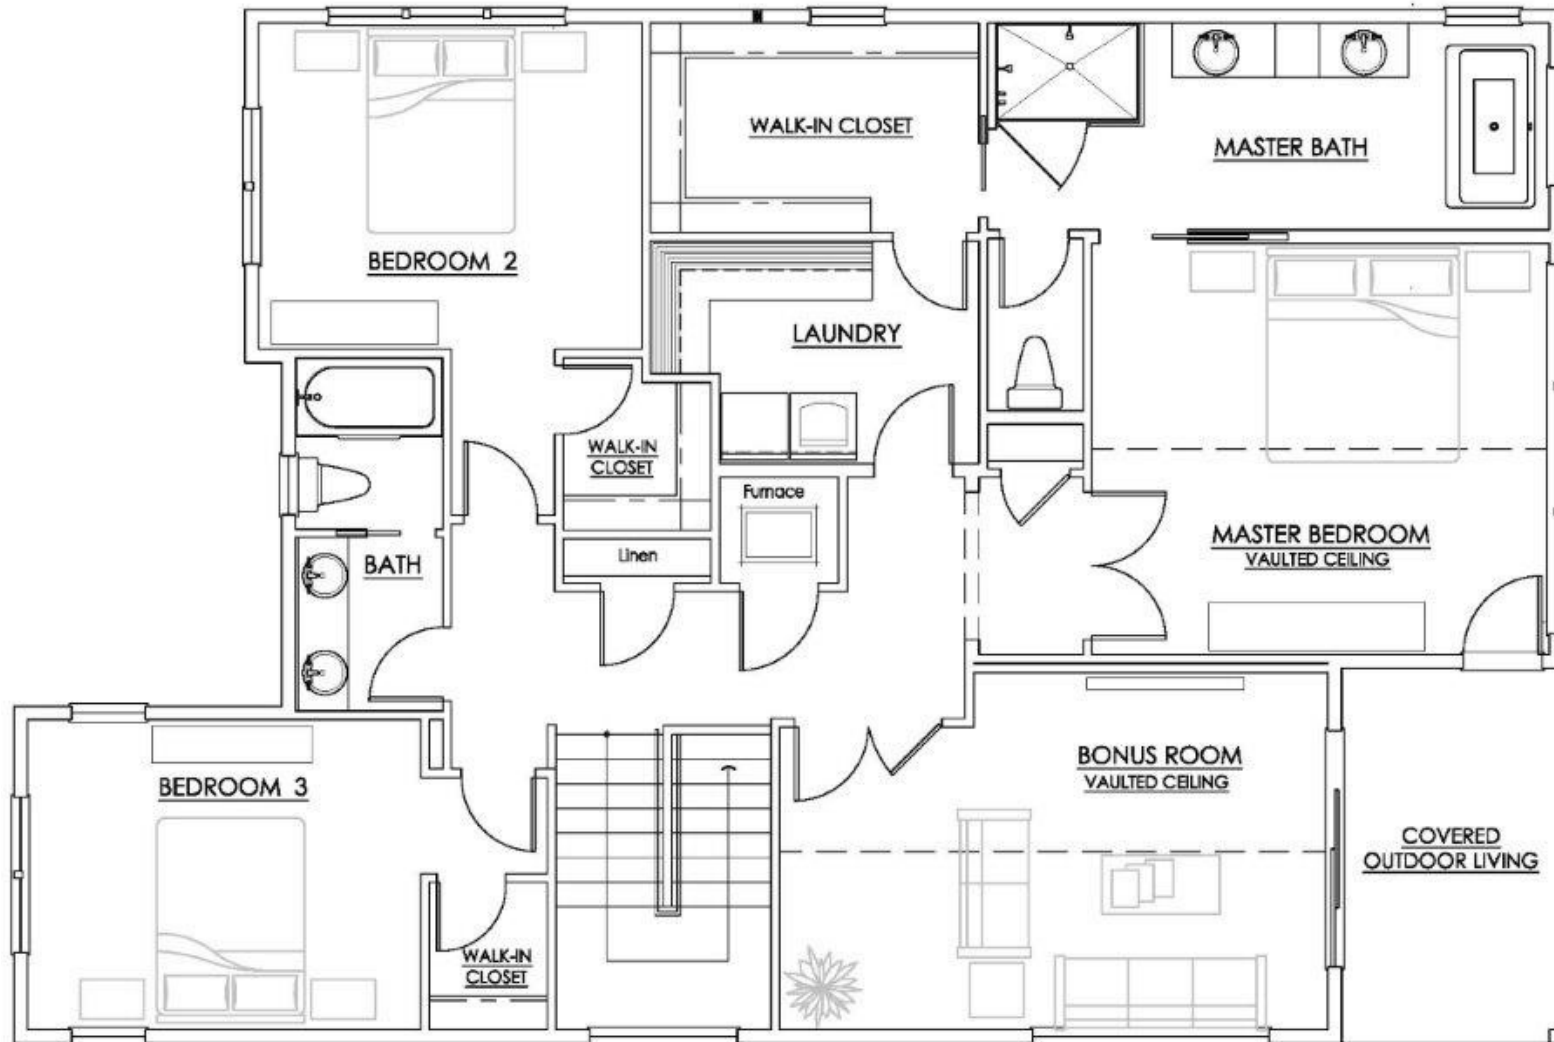 WALK-IN CLOSET
MASTER BATH
BEDROOM 2
LAUNDRY
WALK-IN
CLOSET
Furnace
MASTER BEDROOM
VAULTED CEILING
Linen
BATH
BONUS ROOM
VAULTED CEILING
BEDROOM 3
COVERED
OUTDOOR LIVING
WALK-IN
CLOSET